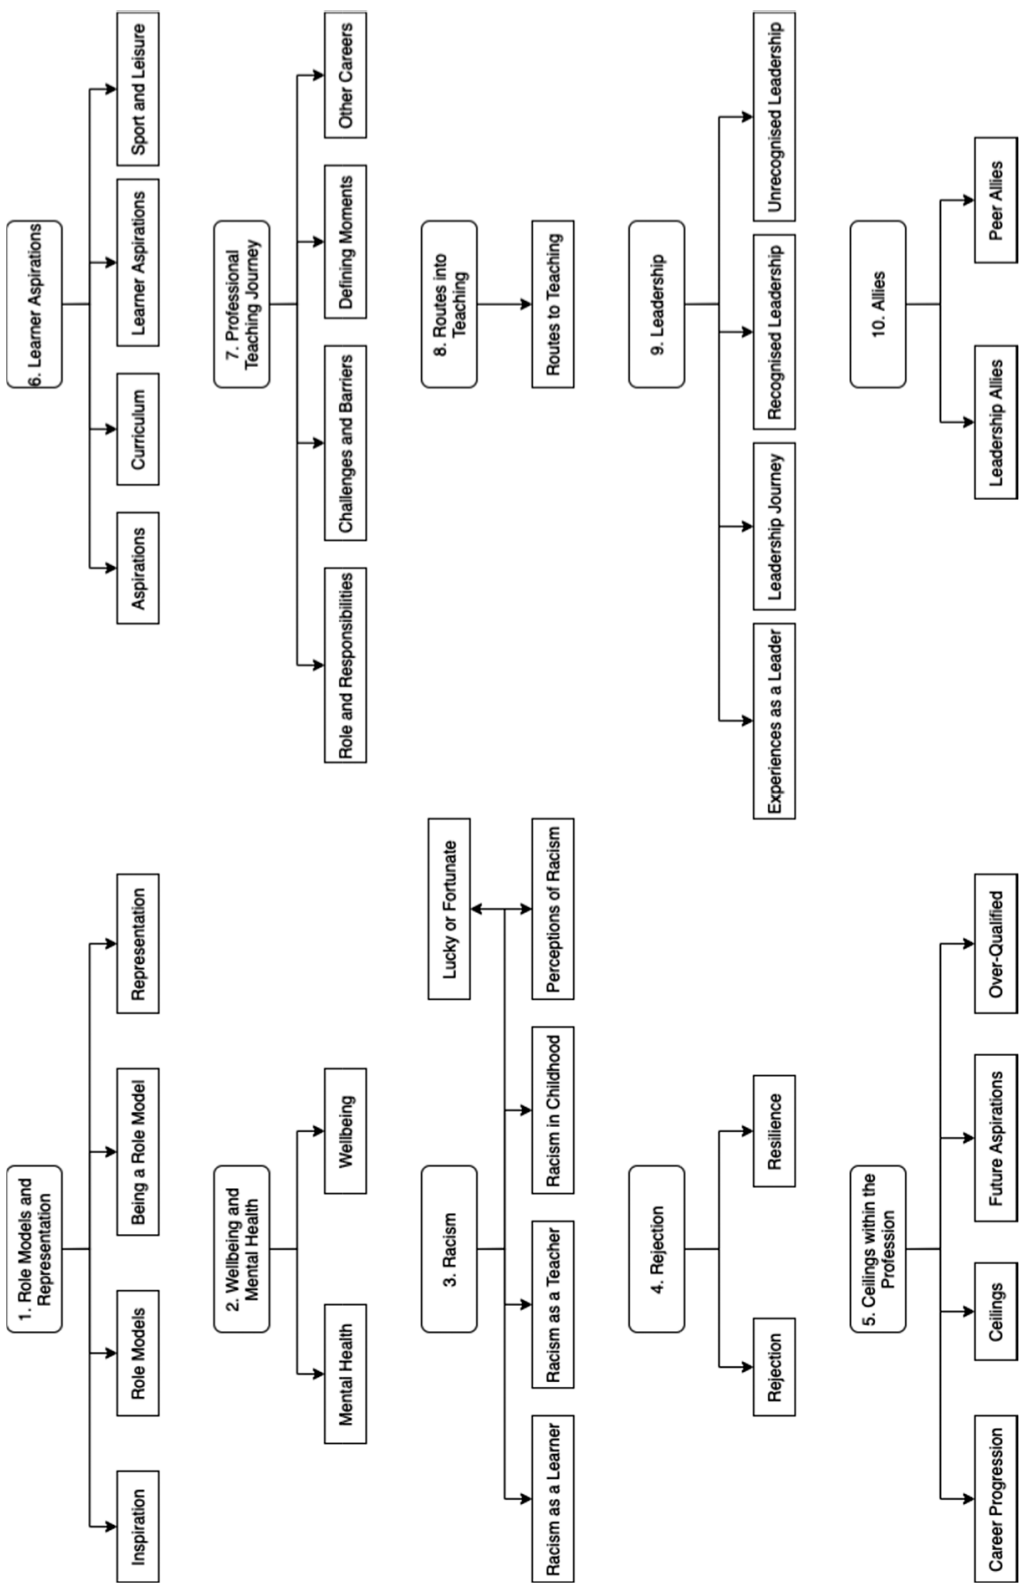 1. Role Models and
Representation
Inspiration
Role Models
Being a Role Model
Representation
2. Wellbeing and
Mental Health
Mental Health
Wellbeing
3. Racism
Lucky or Fortunate
Racism as a Learner
Racism as a Teacher
Racism in Childhood
Perceptions of Racism
4. Rejection
Rejection
Resilience
5. Ceilings within the
Profession
Career Progression
Ceilings
Future Aspirations
Over-Qualified
6. Learner Aspirations
Aspirations
Curriculum
Learner Aspirations
Sport and Leisure
7. Professional
Teaching Journey
Role and Responsibilities
Challenges and Barriers
Defining Moments
Other Careers
8. Routes into
Teaching
Routes to Teaching
9. Leadership
Experiences as a Leader
Leadership Journey
Recognised Leadership
Unrecognised Leadership
10. Allies
Leadership Allies
Peer Allies